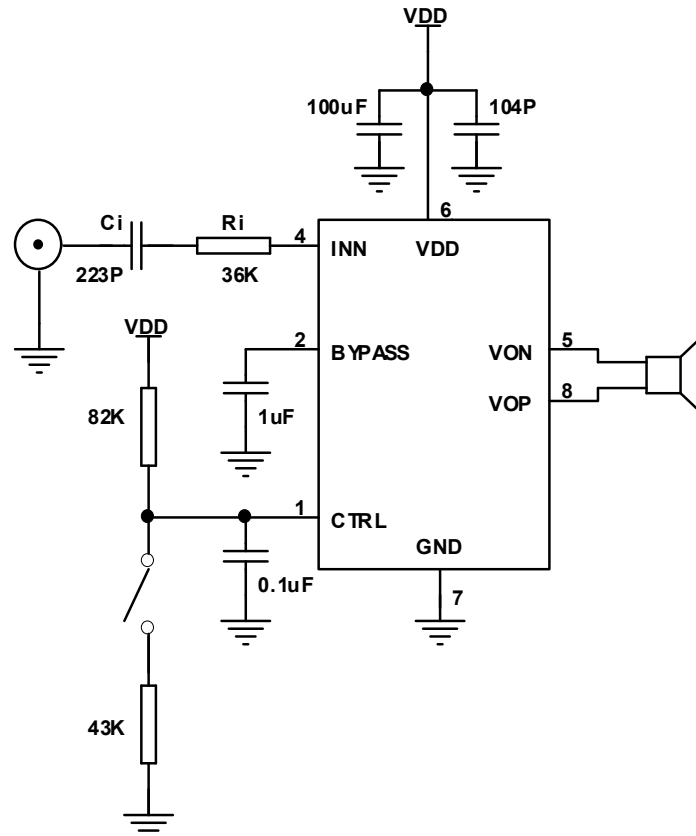 VDD
100uF
104P
6
Ci
Ri
4
INN
VDD
223P
36K
VDD
2
BYPASS
VON
5
82K
1uF
VOP
8
1
CTRL
GND
0.1uF
7
43K